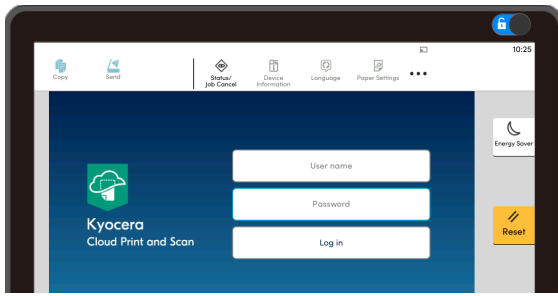 10:25
Copy
Send
Status/
Job Cancel
Device
Information
Language
Paper Settings
Energy Saver
User name
Password
Kyocera
Cloud Print and Scan
Log in
Reset